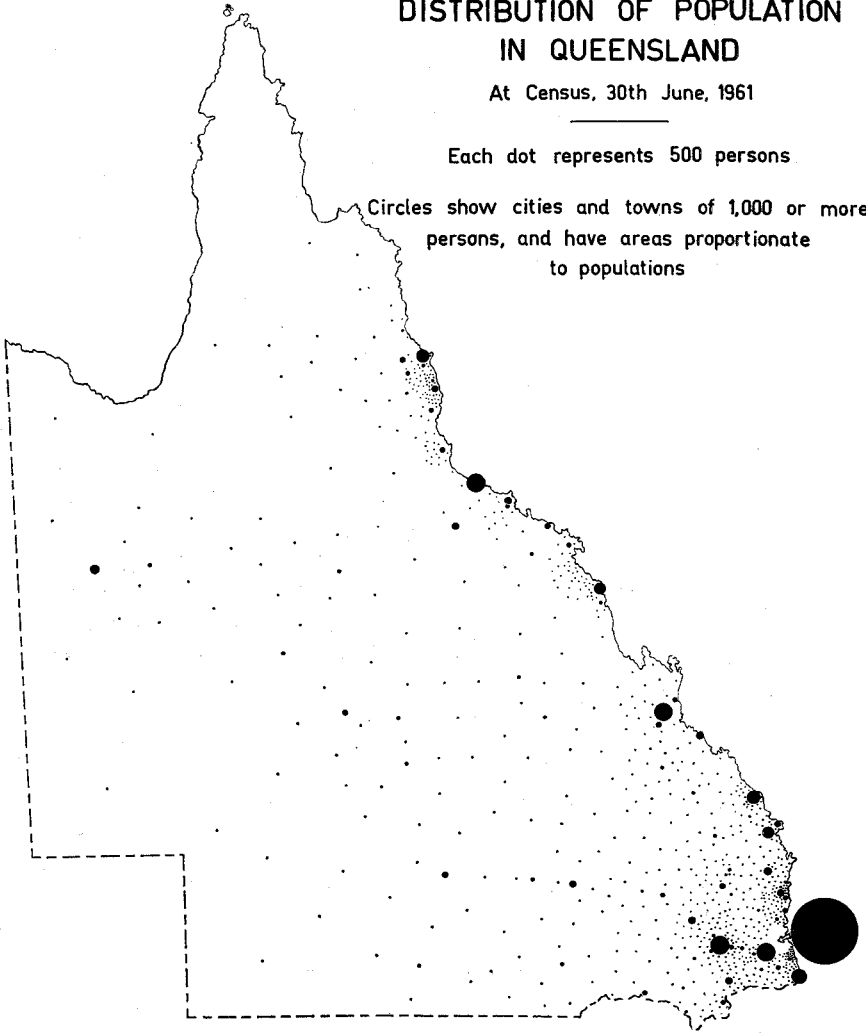 DISTRIBUTION OF POPULATION
IN QUEENSLAND
At Census, 30th June, 1961
Each dot represents 500 persons
Circles show cities and towns of 1,000 or more
persons, and have areas proportionate
to populations